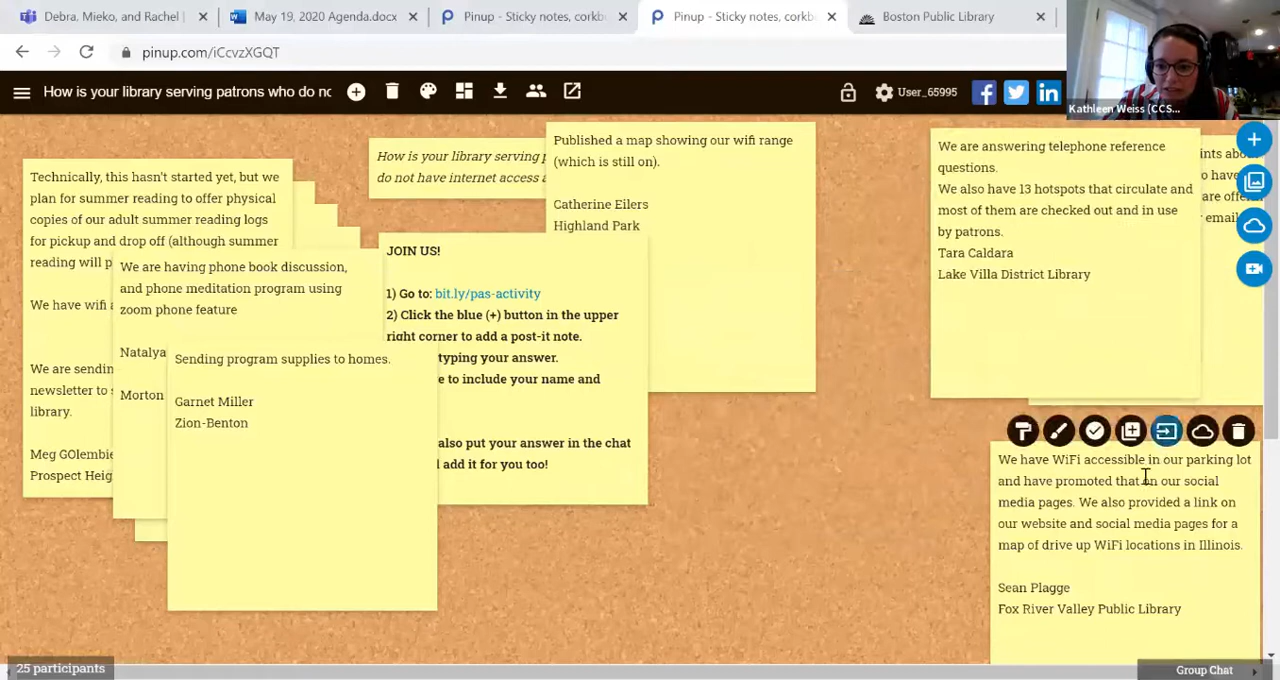 Debra, Mieko, and Rachel
May 19, 2020 Agenda.docx
Pinup - Sticky notes, corkb
Pinup - Sticky notes, corkb
Boston Public Library
pinup.com/iCcvzXGQT
How is your library serving patrons who do nc
User_65995
Kathleen Weiss (CCS...
Technically, this hasn't started yet, but we
plan for summer reading to offer physical
copies of our adult summer reading logs
for pickup and drop off (although summer
reading will p
We have wifi a
We are sendin
newsletter to s
library.
Meg GOlembie
Prospect Heig
We are having phone book discussion,
and phone meditation program using
zoom phone feature
Natalya
Morton
Sending program supplies to homes.
Garnet Miller
Zion-Benton
How is your library serving p
do not have internet access a
JOIN US!
1) Go to: bit.ly/pas-activity
2) Click the blue (+) button in the upper
right corner to add a post-it note.
typing your answer.
e to include your name and
also put your answer in the chat
l add it for you too!
Published a map showing our wifi range
(which is still on).
Catherine Eilers
Highland Park
We are answering telephone reference
questions.
We also have 13 hotspots that circulate and
most of them are checked out and in use
by patrons.
Tara Caldara
Lake Villa District Library
ints abou
o have
are offer
email
We have WiFi accessible in our parking lot
and have promoted that on our social
media pages. We also provided a link on
our website and social media pages for a
map of drive up WiFi locations in Illinois.
Sean Plagge
Fox River Valley Public Library
25 participants
Group Chat